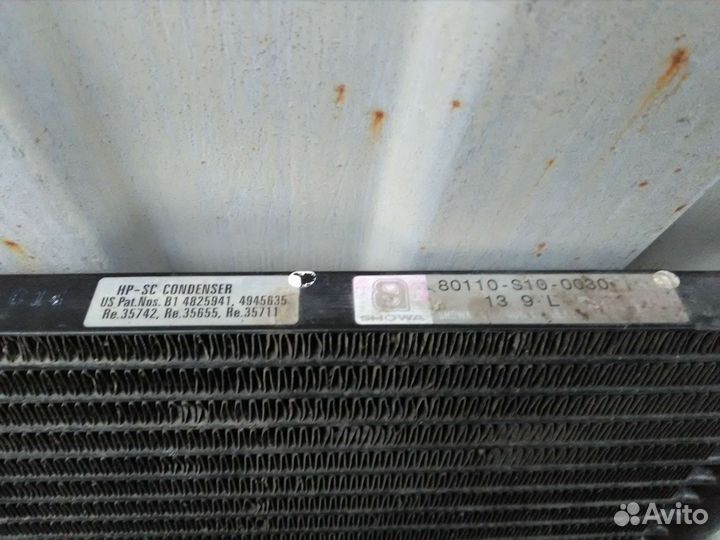 HP-SC CONDENSER
US Pat.Nos. B1 4825941, 4945635
Re.35742, Re.35655, Re.35711
SHOWA
80110-S10-0030
13 9 L
SHOWA
Avito